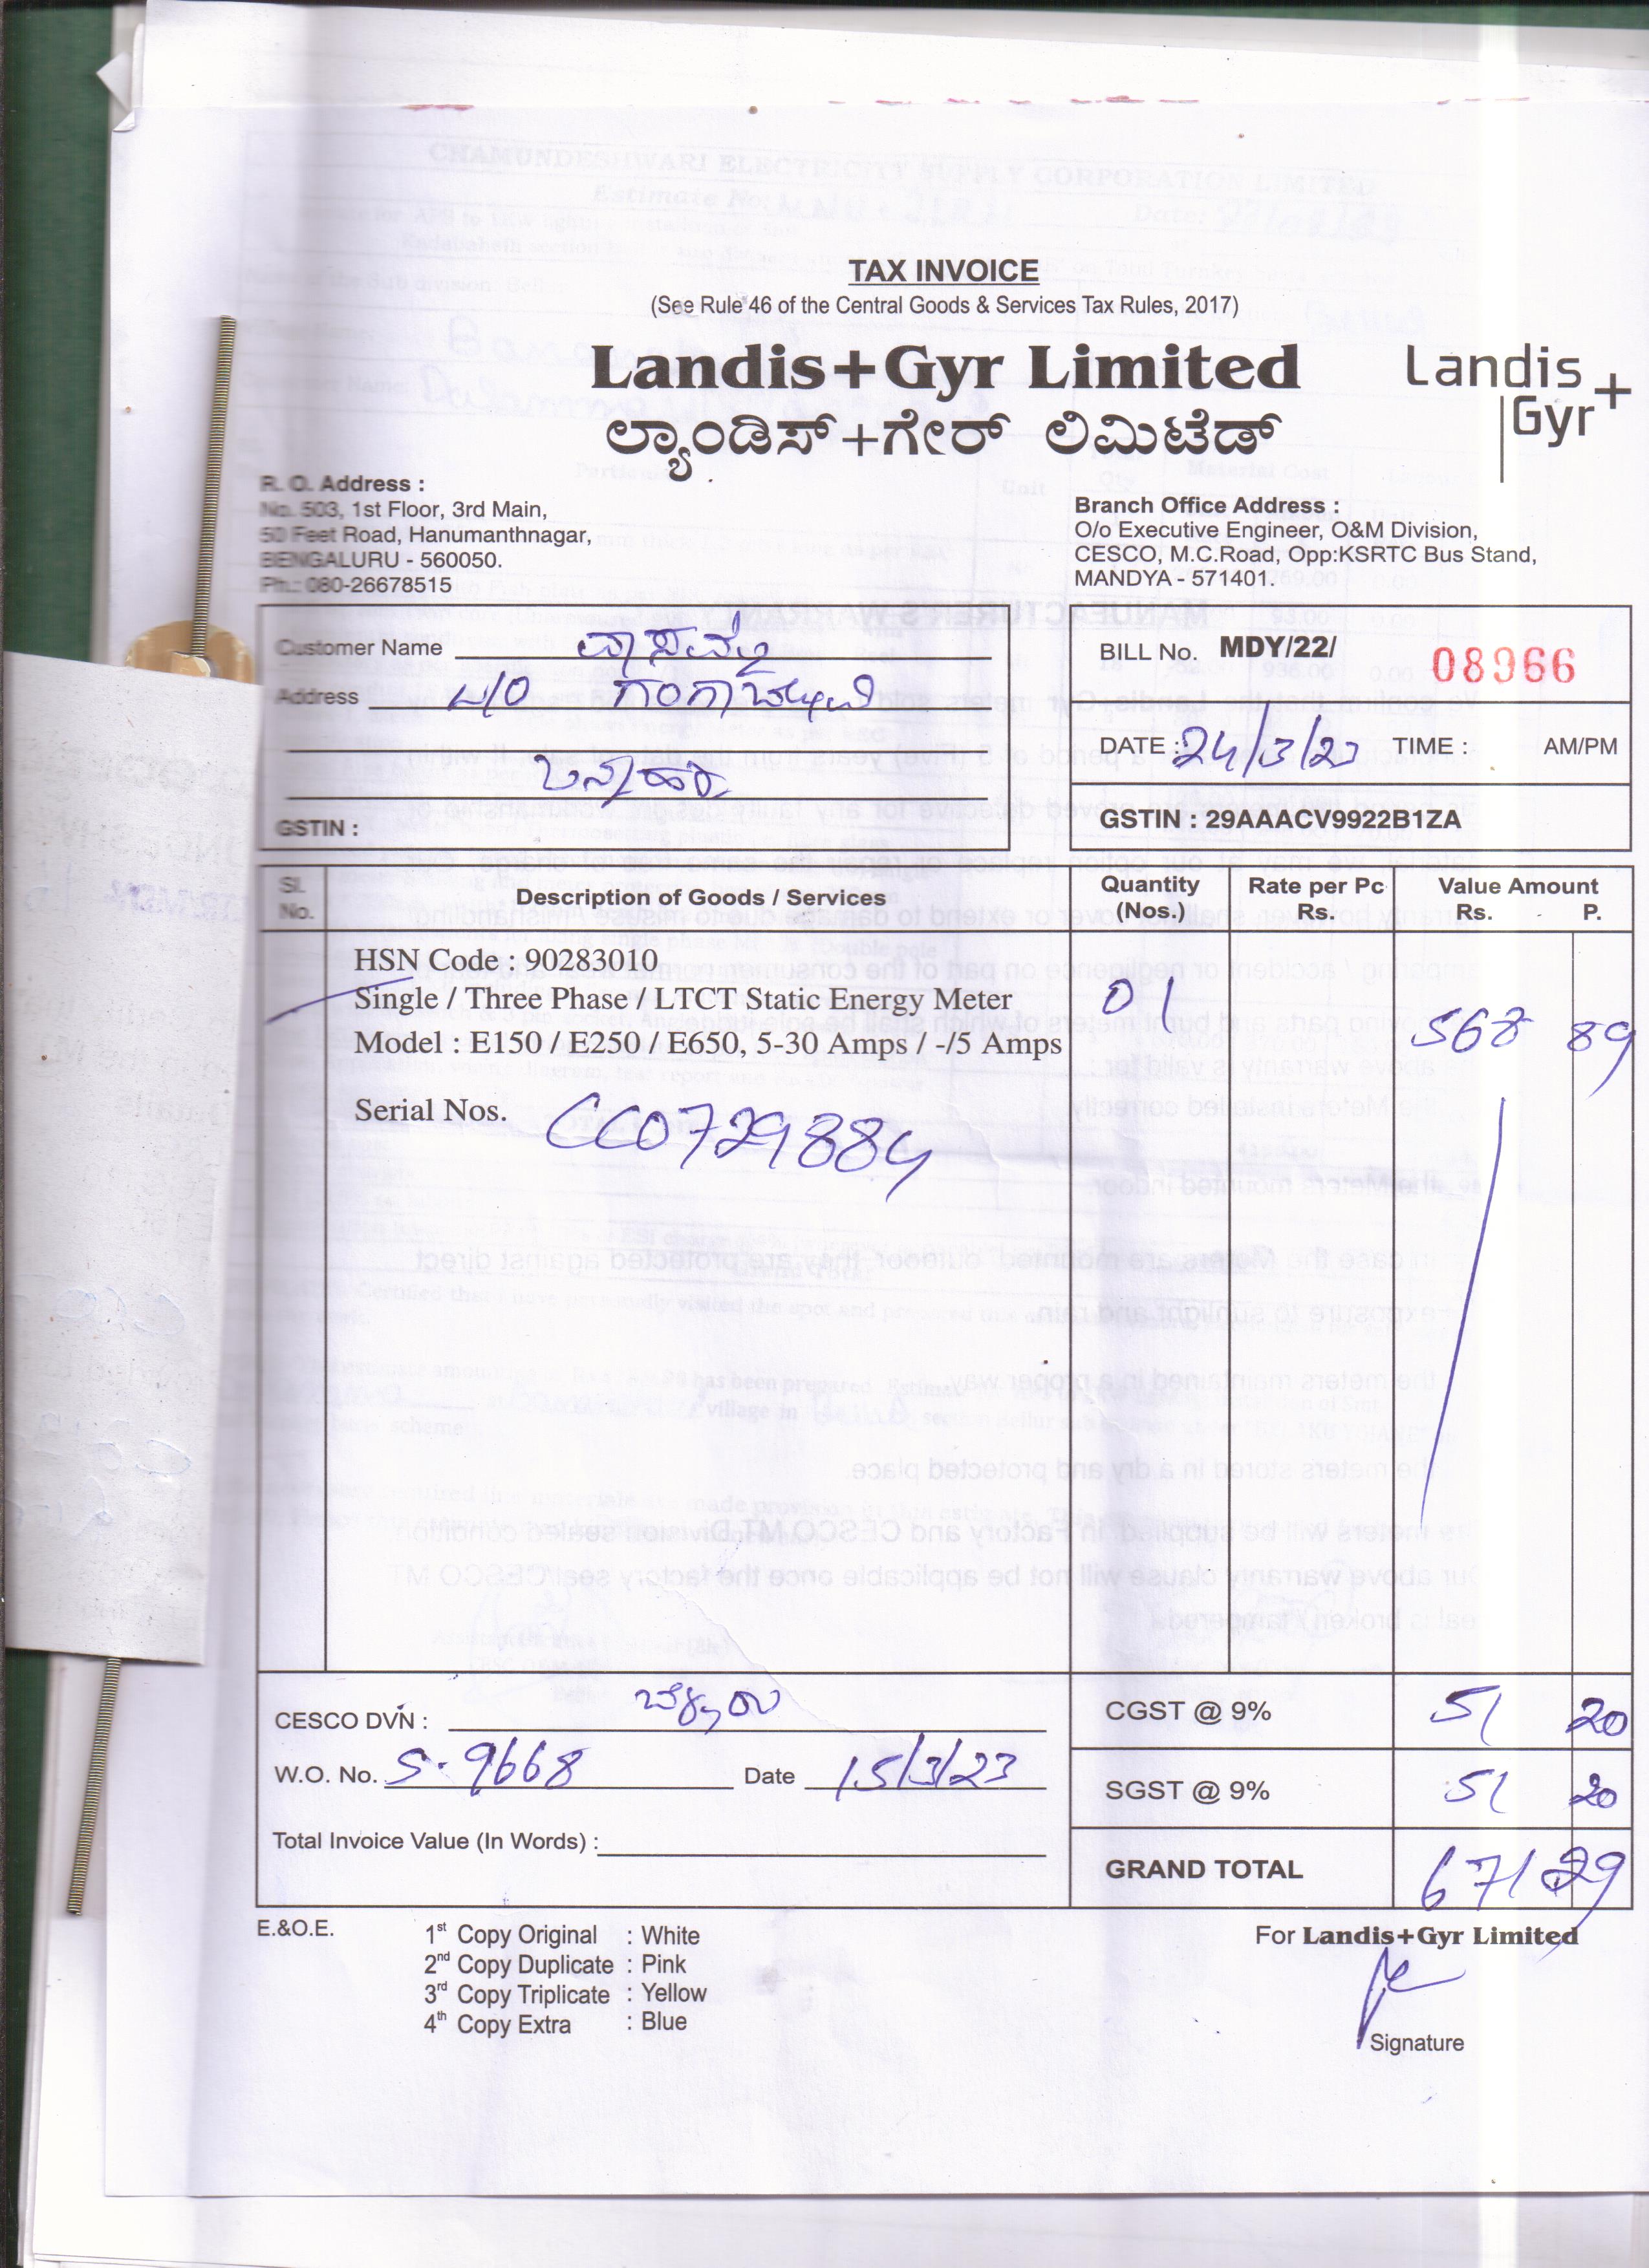 TAX INVOICE
(See Rule 46 of the Central Goods & Services Tax Rules, 2017)
Landis+Gyr Limited
ಲ್ಯಾಂಡಿಸ್+ಗೇರ್ ಲಿಮಿಟೆಡ್
Landis
Gyr+
R. O. Address :
No. 503, 1st Floor, 3rd Main,
50 Feet Road, Hanumanthnagar,
BENGALURU - 560050.
Ph.: 080-26678515
Branch Office Address :
O/o Executive Engineer, O&M Division,
CESCO, M.C.Road, Opp:KSRTC Bus Stand,
MANDYA - 571401.
Customer Name
Address
GSTIN :
BILL No. MDY/22/ 08966
DATE : 24/3/23 TIME : AM/PM
GSTIN : 29AAACV9922B1ZA
Sl. No. Description of Goods / Services Quantity (Nos.) Rate per Pc Rs. Value Amount Rs. P.
HSN Code : 90283010
Single / Three Phase / LTCT Static Energy Meter 01 568 89
Model : E150 / E250 / E650, 5-30 Amps / -/5 Amps
Serial Nos. CC0729884
CESCO DVN :
CGST @ 9% 51 20
W.O. No. S-9668 Date 15/3/23
SGST @ 9% 51 20
Total Invoice Value (In Words) :
GRAND TOTAL 671 29
E.&O.E.
1st Copy Original : White
2nd Copy Duplicate : Pink
3rd Copy Triplicate : Yellow
4th Copy Extra : Blue
For Landis+Gyr Limited
Signature